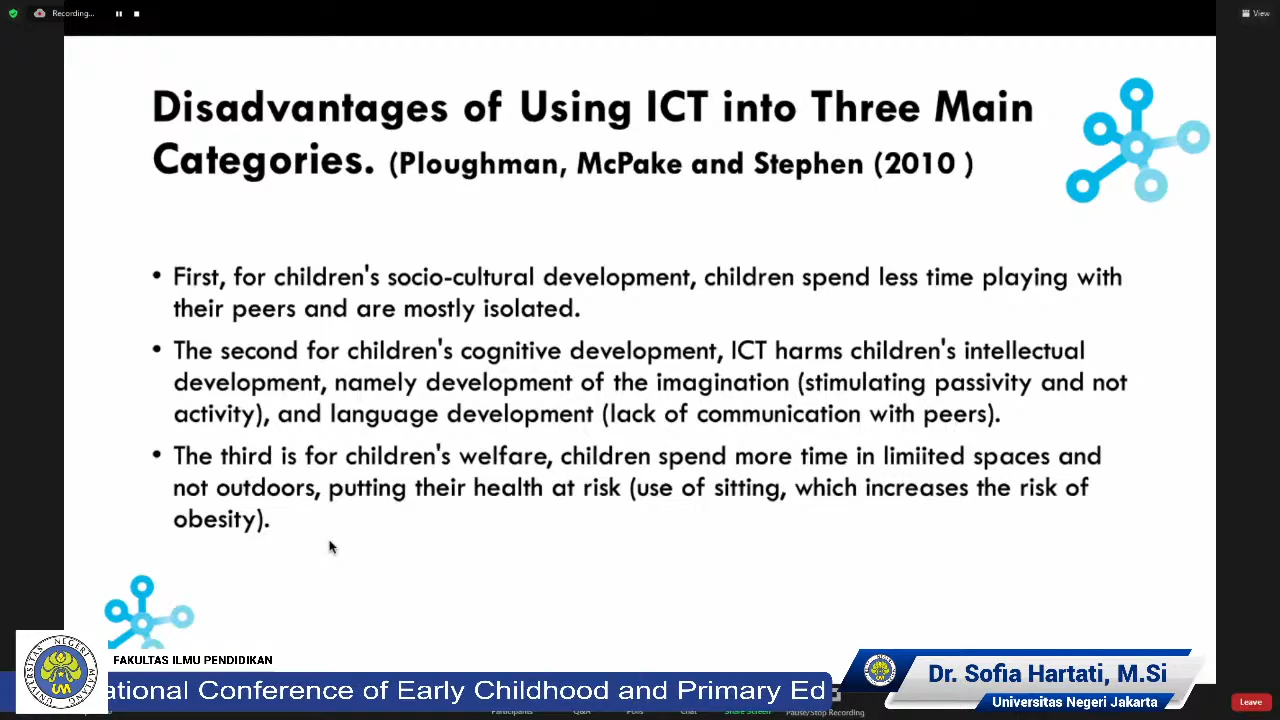 Recording...
View
Disadvantages of Using ICT into Three Main
Categories. (Ploughman, McPake and Stephen (2010 )
• First, for children's socio-cultural development, children spend less time playing with
their peers and are mostly isolated.
• The second for children's cognitive development, ICT harms children's intellectual
development, namely development of the imagination (stimulating passivity and not
activity), and language development (lack of communication with peers).
• The third is for children's welfare, children spend more time in limiited spaces and
not outdoors, putting their health at risk (use of sitting, which increases the risk of
obesity).
FAKULTAS ILMU PENDIDIKAN
ational Conference of Early Childhood and Primary Ed
Dr. Sofia Hartati, M.Si
Universitas Negeri Jakarta
UNIVERSITAS NEGERI
UM
Participants
Q&A
Polls
Chat
Share Screen
Pause/Stop Recording
Leave